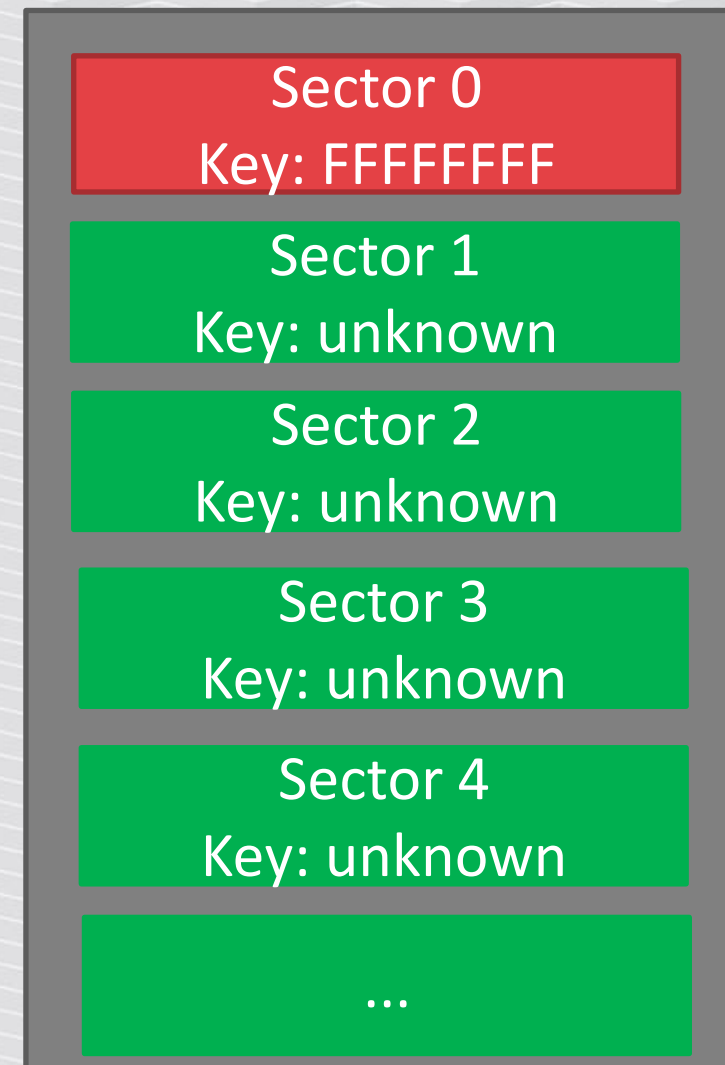 Sector 0
Key: FFFFFFFF
Sector 1
Key: unknown
Sector 2
Key: unknown
Sector 3
Key: unknown
Sector 4
Key: unknown
...